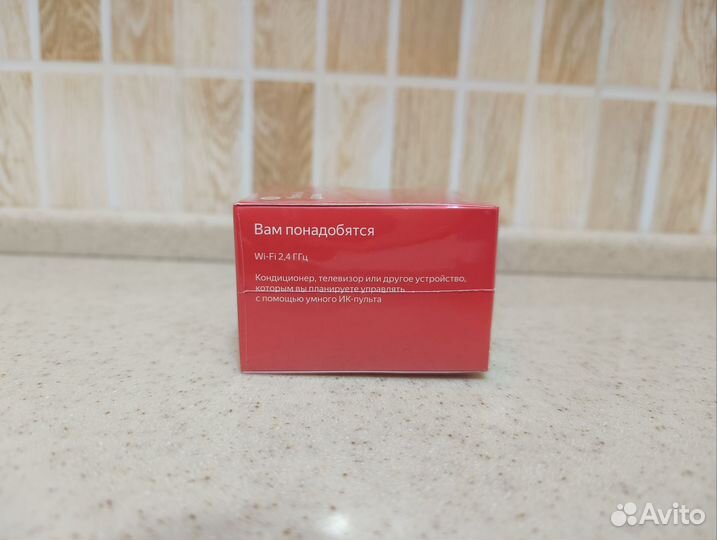 Вам понадобятся
Wi-Fi 2,4 ГГц
Кондиционер, телевизор или другое устройство,
которым вы планируете управлять
с помощью умного ИК-пульта
Avito